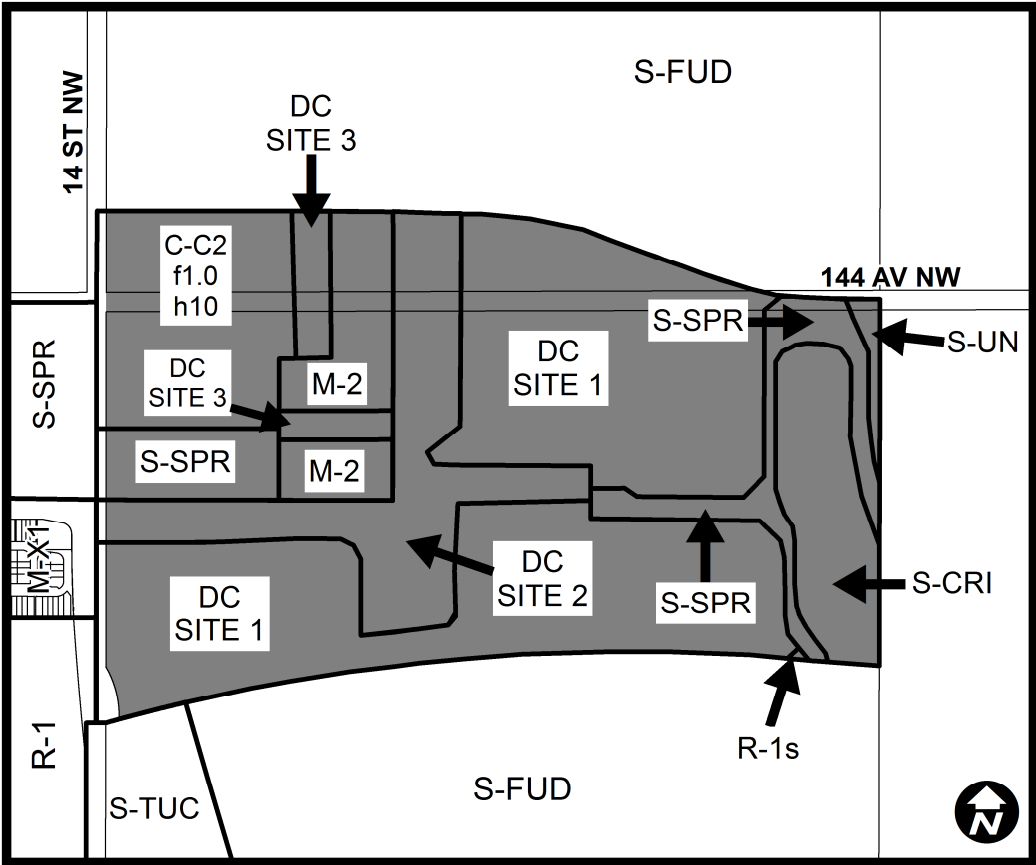 S-FUD
DC
SITE 3
14 ST NW
C-C2
f1.0
h10
144 AV NW
S-SPR
S-UN
DC
SITE 1
S-SPR
DC
SITE 3
M-2
S-SPR
M-2
M-X1
DC
SITE 2
S-CRI
S-SPR
DC
SITE 1
R-1
R-1s
S-FUD
S-TUC
N